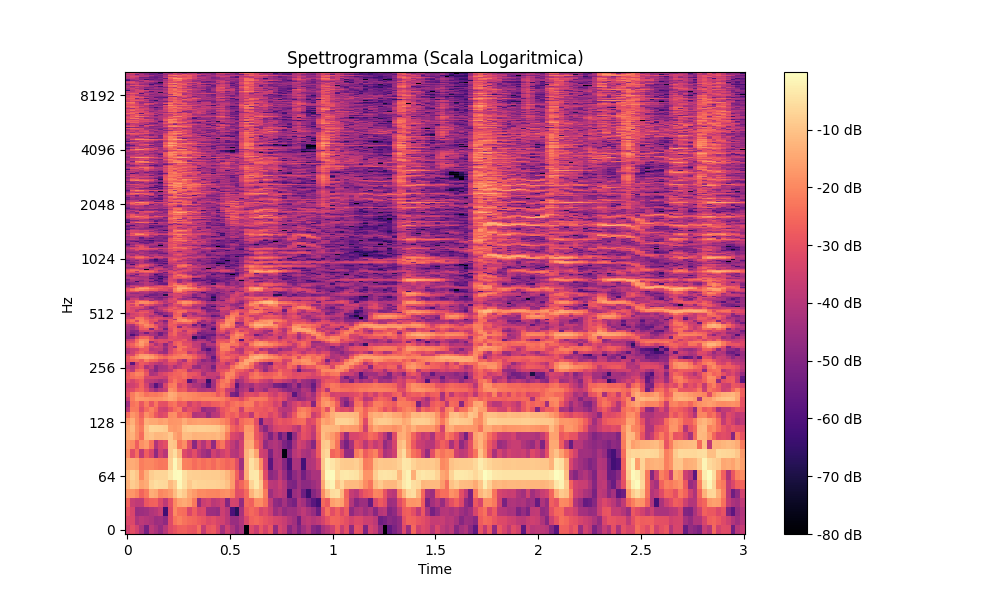 Spettrogramma (Scala Logaritmica)
Hz
8192
4096
2048
1024
512
256
128
64
0
0
0.5
1
1.5
2
2.5
3
Time
-10 dB
-20 dB
-30 dB
-40 dB
-50 dB
-60 dB
-70 dB
-80 dB